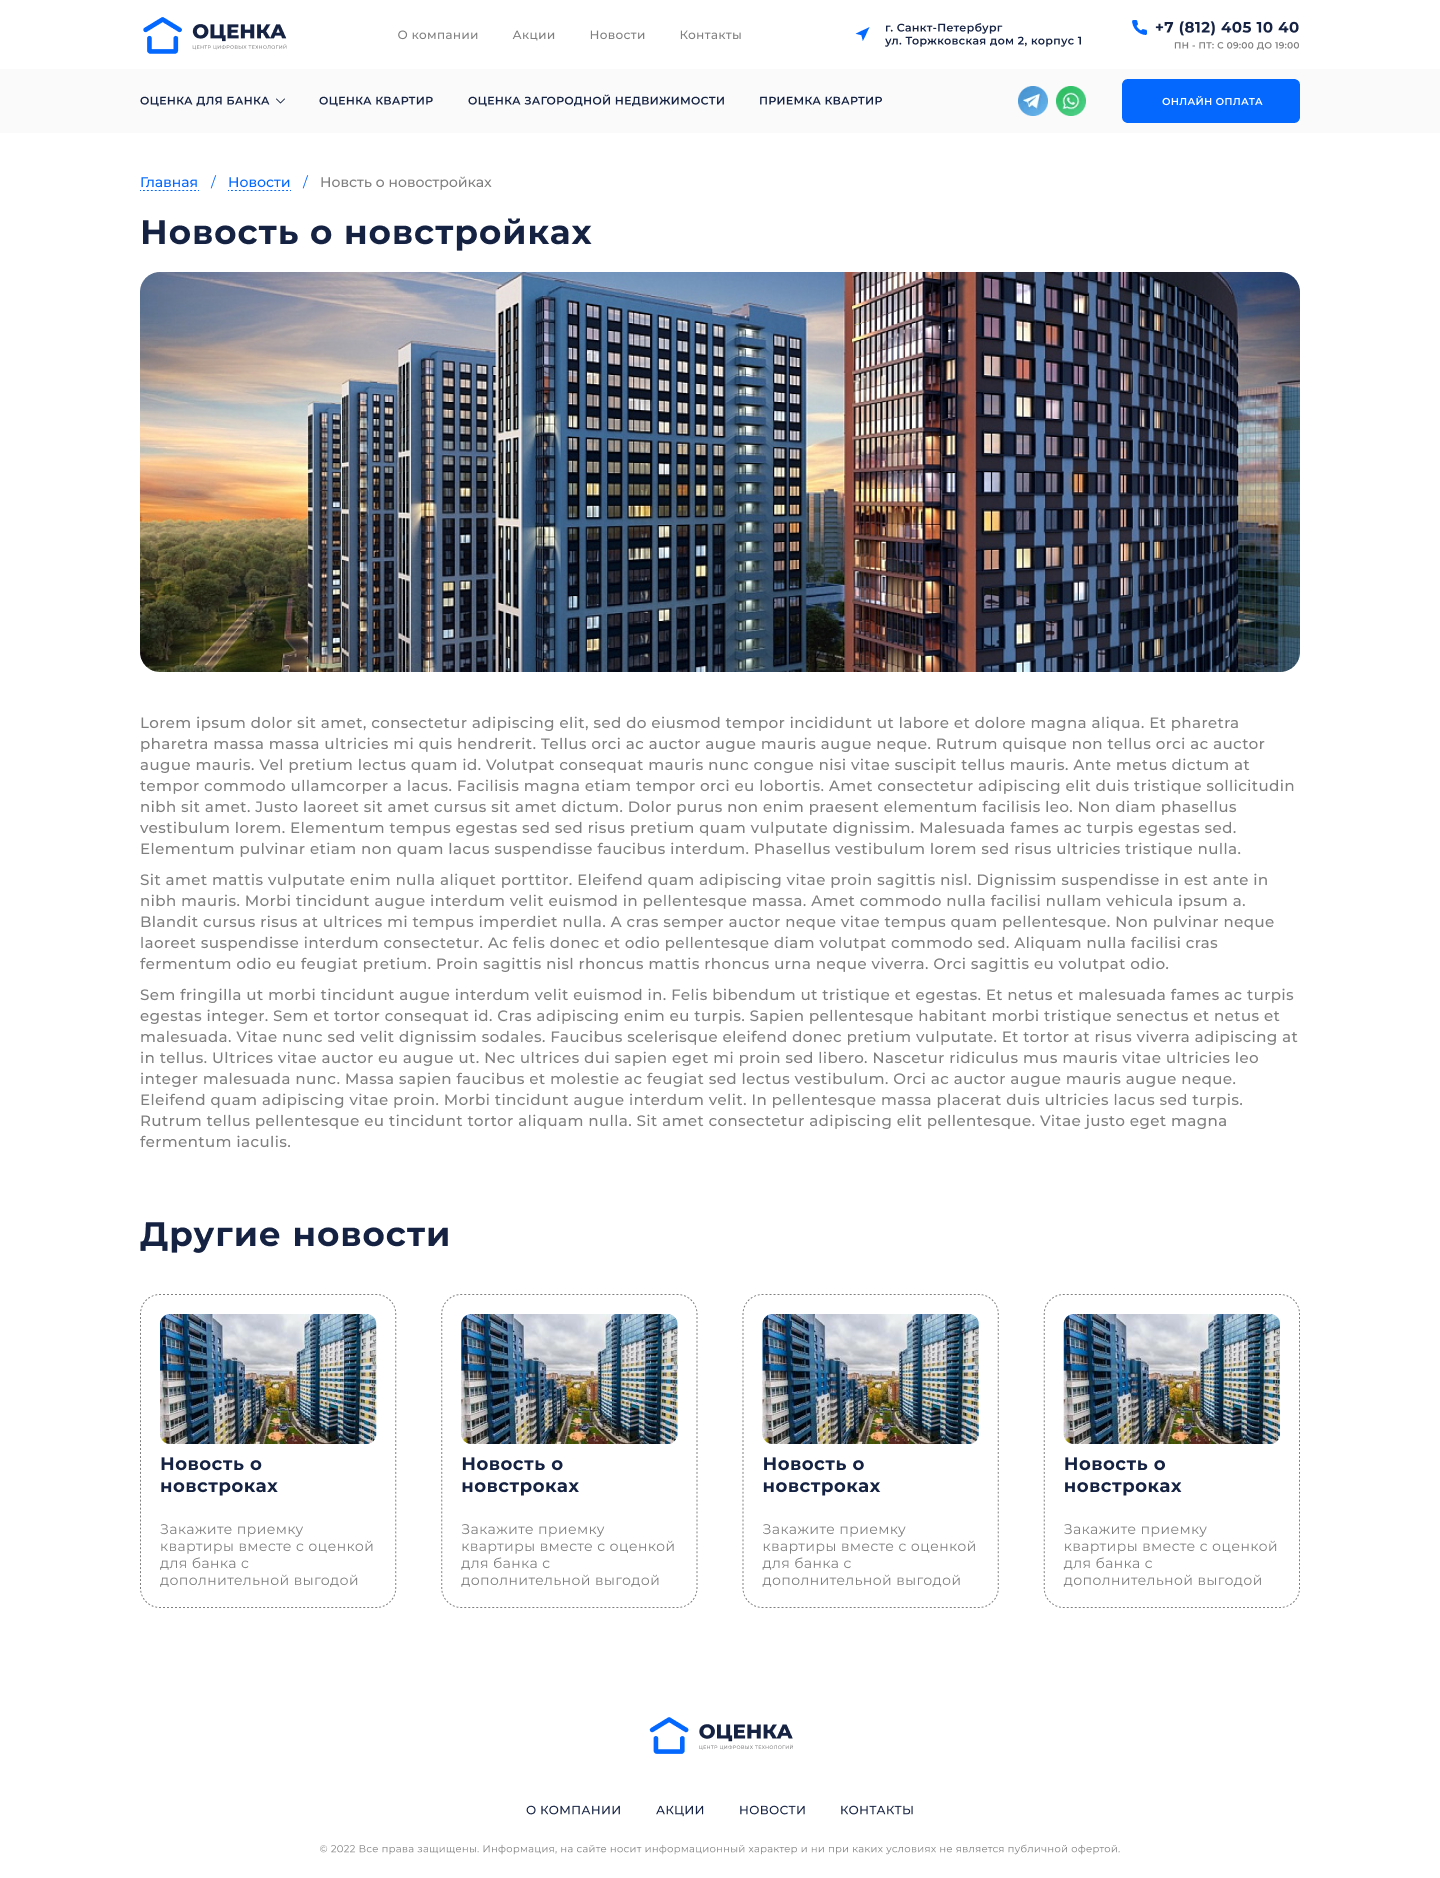 ОЦЕНКА
ЦЕНТР ЦИФРОВЫХ ТЕХНОЛОГИЙ
О компании Акции Новости Контакты
г. Санкт-Петербург
ул. Торжковская дом 2, корпус 1
+7 (812) 405 10 40
ПН - ПТ: С 09:00 ДО 19:00
ОЦЕНКА ДЛЯ БАНКА ОЦЕНКА КВАРТИР ОЦЕНКА ЗАГОРОДНОЙ НЕДВИЖИМОСТИ ПРИЕМКА КВАРТИР
ОНЛАЙН ОПЛАТА
Главная / Новости / Новсть о новостройках
Новость о новстройках
Lorem ipsum dolor sit amet, consectetur adipiscing elit, sed do eiusmod tempor incididunt ut labore et dolore magna aliqua. Et pharetra
pharetra massa massa ultricies mi quis hendrerit. Tellus orci ac auctor augue mauris augue neque. Rutrum quisque non tellus orci ac auctor
augue mauris. Vel pretium lectus quam id. Volutpat consequat mauris nunc congue nisi vitae suscipit tellus mauris. Ante metus dictum at
tempor commodo ullamcorper a lacus. Facilisis magna etiam tempor orci eu lobortis. Amet consectetur adipiscing elit duis tristique sollicitudin
nibh sit amet. Justo laoreet sit amet cursus sit amet dictum. Dolor purus non enim praesent elementum facilisis leo. Non diam phasellus
vestibulum lorem. Elementum tempus egestas sed sed risus pretium quam vulputate dignissim. Malesuada fames ac turpis egestas sed.
Elementum pulvinar etiam non quam lacus suspendisse faucibus interdum. Phasellus vestibulum lorem sed risus ultricies tristique nulla.
Sit amet mattis vulputate enim nulla aliquet porttitor. Eleifend quam adipiscing vitae proin sagittis nisl. Dignissim suspendisse in est ante in
nibh mauris. Morbi tincidunt augue interdum velit euismod in pellentesque massa. Amet commodo nulla facilisi nullam vehicula ipsum a.
Blandit cursus risus at ultrices mi tempus imperdiet nulla. A cras semper auctor neque vitae tempus quam pellentesque. Non pulvinar neque
laoreet suspendisse interdum consectetur. Ac felis donec et odio pellentesque diam volutpat commodo sed. Aliquam nulla facilisi cras
fermentum odio eu feugiat pretium. Proin sagittis nisl rhoncus mattis rhoncus urna neque viverra. Orci sagittis eu volutpat odio.
Sem fringilla ut morbi tincidunt augue interdum velit euismod in. Felis bibendum ut tristique et egestas. Et netus et malesuada fames ac turpis
egestas integer. Sem et tortor consequat id. Cras adipiscing enim eu turpis. Sapien pellentesque habitant morbi tristique senectus et netus et
malesuada. Vitae nunc sed velit dignissim sodales. Faucibus scelerisque eleifend donec pretium vulputate. Et tortor at risus viverra adipiscing at
in tellus. Ultrices vitae auctor eu augue ut. Nec ultrices dui sapien eget mi proin sed libero. Nascetur ridiculus mus mauris vitae ultricies leo
integer malesuada nunc. Massa sapien faucibus et molestie ac feugiat sed lectus vestibulum. Orci ac auctor augue mauris augue neque.
Eleifend quam adipiscing vitae proin. Morbi tincidunt augue interdum velit. In pellentesque massa placerat duis ultricies lacus sed turpis.
Rutrum tellus pellentesque eu tincidunt tortor aliquam nulla. Sit amet consectetur adipiscing elit pellentesque. Vitae justo eget magna
fermentum iaculis.
Другие новости
Новость о
новстроках
Закажите приемку
квартиры вместе с оценкой
для банка с
дополнительной выгодой
Новость о
новстроках
Закажите приемку
квартиры вместе с оценкой
для банка с
дополнительной выгодой
Новость о
новстроках
Закажите приемку
квартиры вместе с оценкой
для банка с
дополнительной выгодой
Новость о
новстроках
Закажите приемку
квартиры вместе с оценкой
для банка с
дополнительной выгодой
ОЦЕНКА
ЦЕНТР ЦИФРОВЫХ ТЕХНОЛОГИЙ
О КОМПАНИИ АКЦИИ НОВОСТИ КОНТАКТЫ
© 2022 Все права защищены. Информация, на сайте носит информационный характер и ни при каких условиях не является публичной офертой.